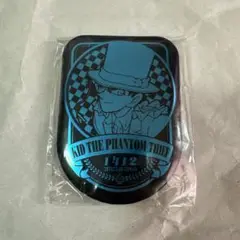 KID THE PHANTOM THIEF
1412